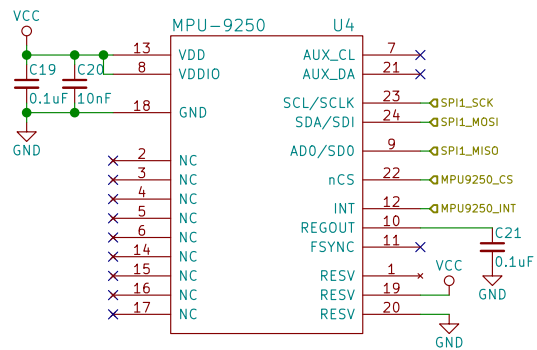 VCC
MPU-9250 U4
13 VDD
8 VDDIO
C19 C20
0.1uF 10nF
18 GND
GND
2 NC
3 NC
4 NC
5 NC
6 NC
14 NC
15 NC
16 NC
17 NC
AUX_CL 7
AUX_DA 21
SCL/SCLK 23 SPI1_SCK
SDA/SDI 24 SPI1_MOSI
AD0/SD0 9 SPI1_MISO
nCS 22 MPU9250_CS
INT 12 MPU9250_INT
REGOUT 10
FSYNC 11
C21
0.1uF
GND
RESV 1
VCC
RESV 19
RESV 20
GND